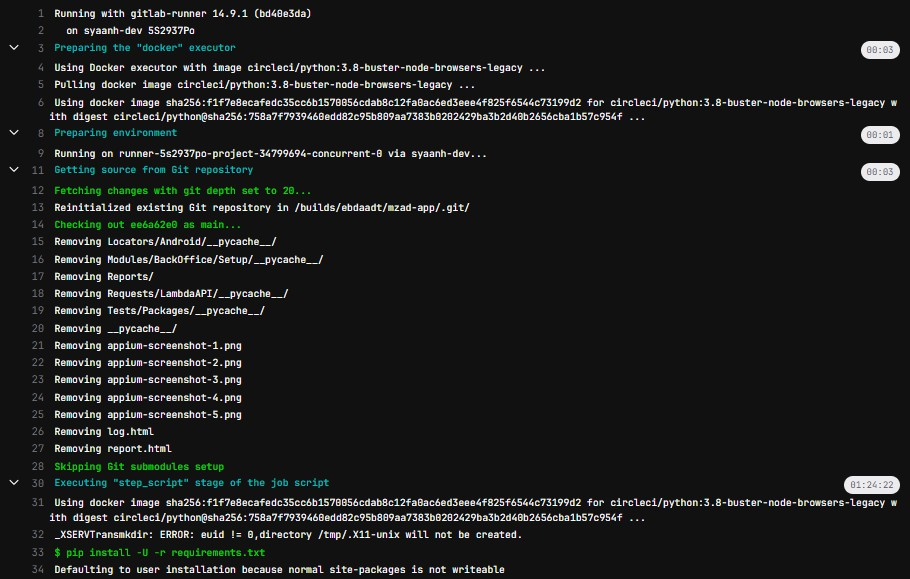 1 Running with gitlab-runner 14.9.1 (bd40e3da)
2 on syaanh-dev 5S2937Po
3 Preparing the "docker" executor 00:03
4 Using Docker executor with image circleci/python:3.8-buster-node-browsers-legacy ...
5 Pulling docker image circleci/python:3.8-buster-node-browsers-legacy ...
6 Using docker image sha256:f1f7e8ecafedc35cc6b1570056cdab8c12fa0ac6ed3eee4f825f6544c73199d2 for circleci/python:3.8-buster-node-browsers-legacy w
ith digest circleci/python@sha256:758a7f7939460edd82c95b809aa7383b0202429ba3b2d40b2656cba1b57c954f ...
8 Preparing environment 00:01
9 Running on runner-5s2937po-project-34799694-concurrent-0 via syaanh-dev...
11 Getting source from Git repository 00:03
12 Fetching changes with git depth set to 20...
13 Reinitialized existing Git repository in /builds/ebdaadt/mzad-app/.git/
14 Checking out ee6a62e0 as main...
15 Removing Locators/Android/__pycache__/
16 Removing Modules/BackOffice/Setup/__pycache__/
17 Removing Reports/
18 Removing Requests/LambdaAPI/__pycache__/
19 Removing Tests/Packages/__pycache__/
20 Removing __pycache__/
21 Removing appium-screenshot-1.png
22 Removing appium-screenshot-2.png
23 Removing appium-screenshot-3.png
24 Removing appium-screenshot-4.png
25 Removing appium-screenshot-5.png
26 Removing log.html
27 Removing report.html
28 Skipping Git submodules setup
30 Executing "step_script" stage of the job script 01:24:22
31 Using docker image sha256:f1f7e8ecafedc35cc6b1570056cdab8c12fa0ac6ed3eee4f825f6544c73199d2 for circleci/python:3.8-buster-node-browsers-legacy w
ith digest circleci/python@sha256:758a7f7939460edd82c95b809aa7383b0202429ba3b2d40b2656cba1b57c954f ...
32 _XSERVTransmkdir: ERROR: euid != 0,directory /tmp/.X11-unix will not be created.
33 $ pip install -U -r requirements.txt
34 Defaulting to user installation because normal site-packages is not writeable